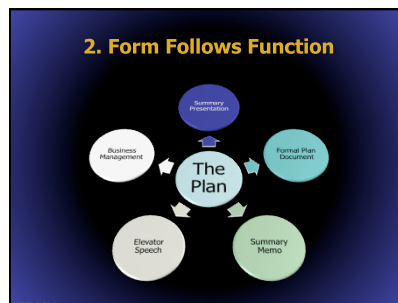 2. Form Follows Function
Summary
Presentation
Business
Management
Formal Plan
Document
The
Plan
Elevator
Speech
Summary
Memo